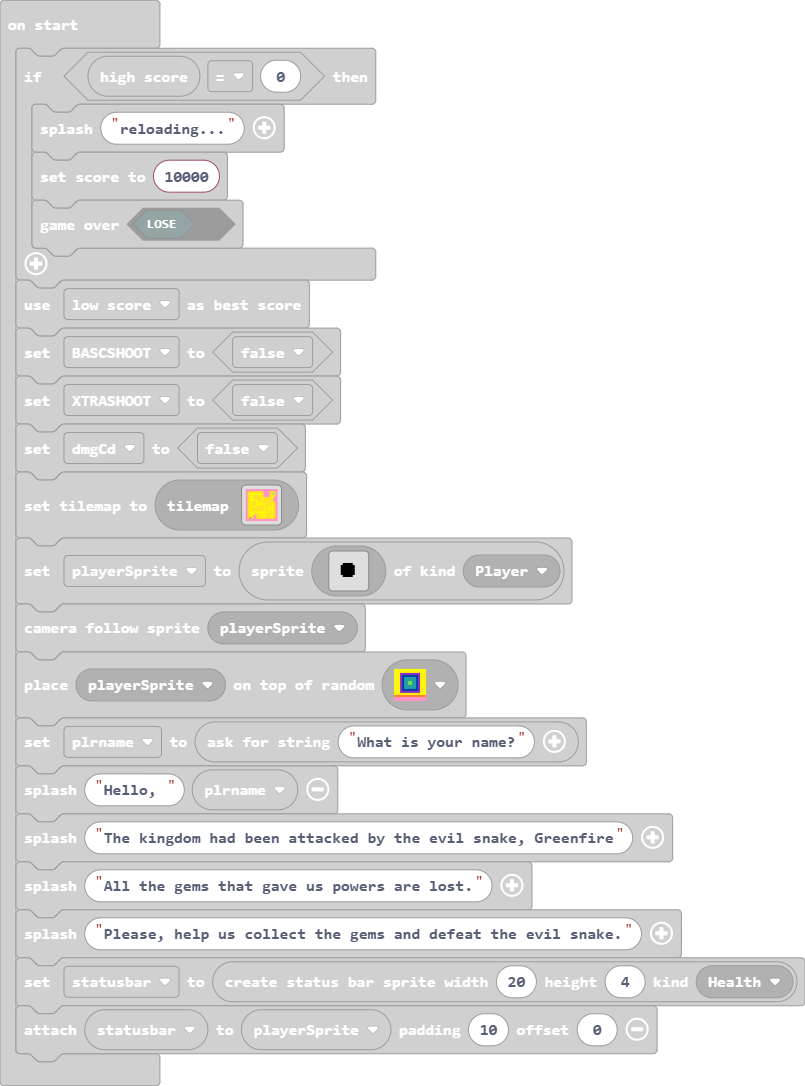 on start
if high score = 0 then
splash "reloading..."
set score to 10000
game over LOSE
use low score as best score
set BASCSHOOT to false
set XTRASHOOT to false
set dmgCd to false
set tilemap to tilemap
set playerSprite to sprite of kind Player
camera follow sprite playerSprite
place playerSprite on top of random
set plrname to ask for string "What is your name?"
splash "Hello, " plrname
splash "The kingdom had been attacked by the evil snake, Greenfire"
splash "All the gems that gave us powers are lost."
splash "Please, help us collect the gems and defeat the evil snake."
set statusbar to create status bar sprite width 20 height 4 kind Health
attach statusbar to playerSprite padding 10 offset 0